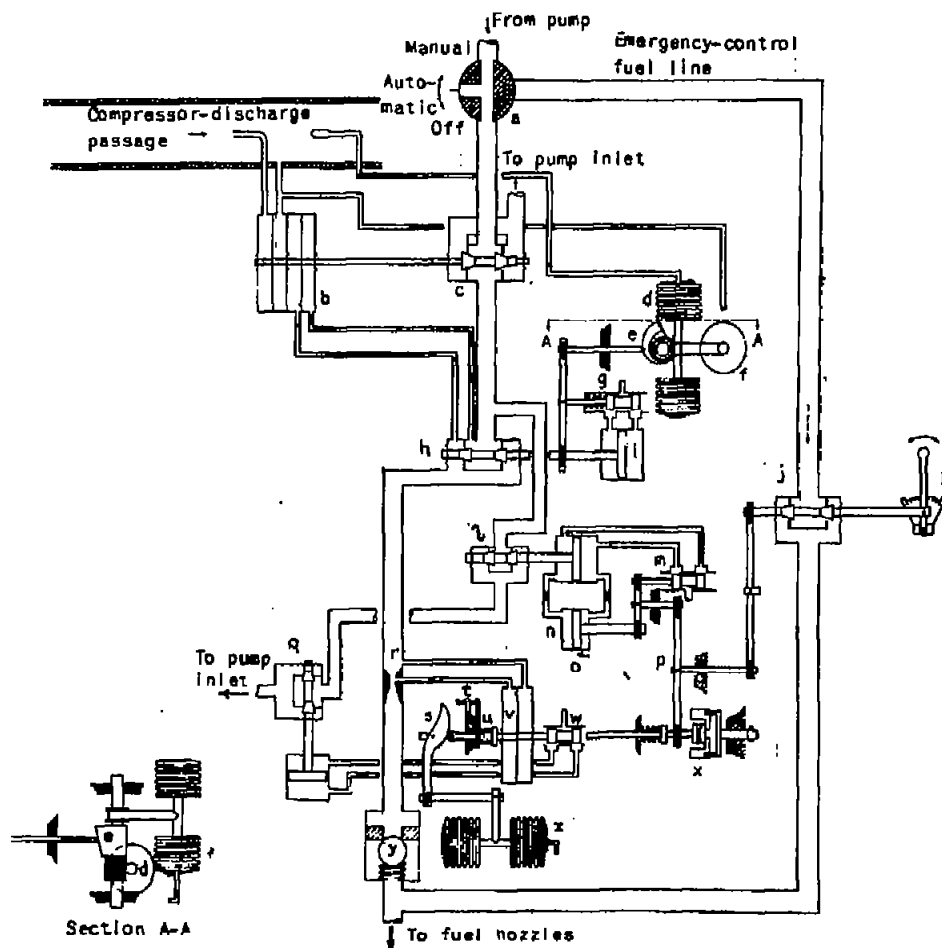 From pump
Manual
Emergency-control
fuel line
Auto-
matic
Off
a
Compressor-discharge
passage
To pump inlet
b
c
d
A
e
A
f
g
h
i
j
l
m
n
o
p
q
To pump
inlet
r
s
t
u
v
w
x
y
z
e
d
f
Section A-A
To fuel nozzles